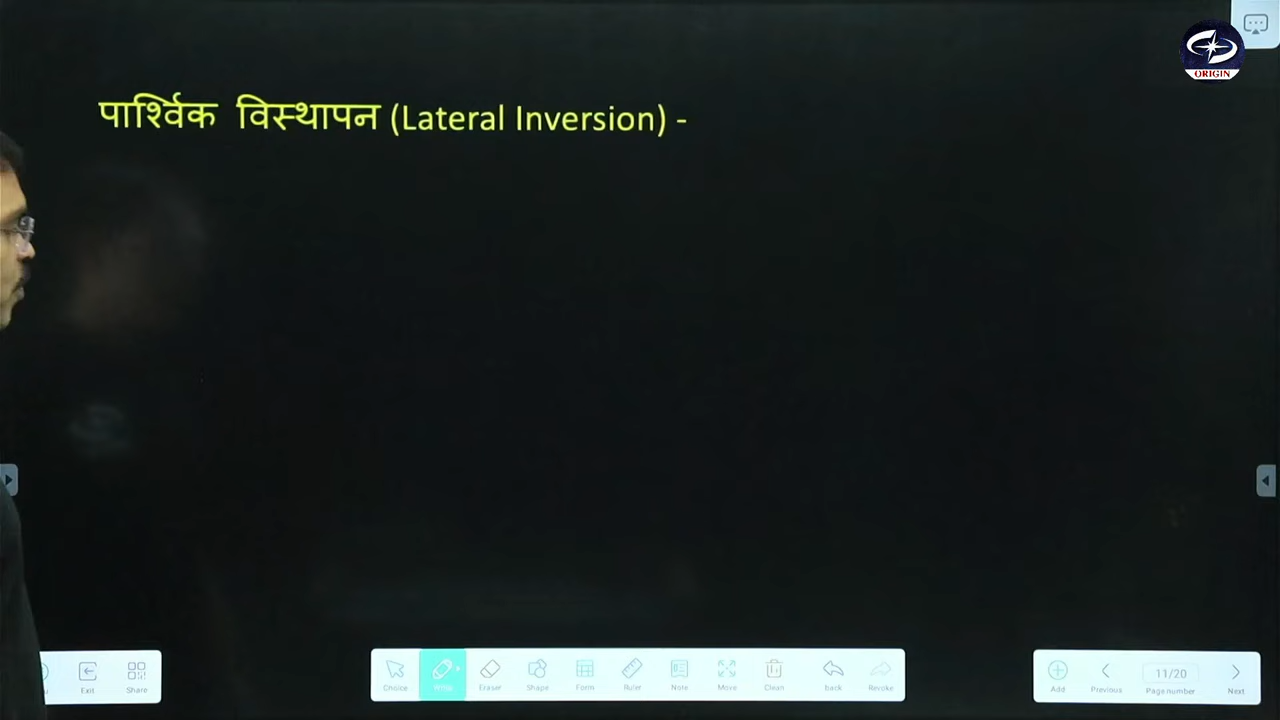 ORIGIN
पार्श्विक विस्थापन (Lateral Inversion) -
Exit
Share
Choice
Write
Eraser
Shape
Form
Ruler
Note
Move
Clean
back
Revoke
Add
Previous
11/20
Page number
Next